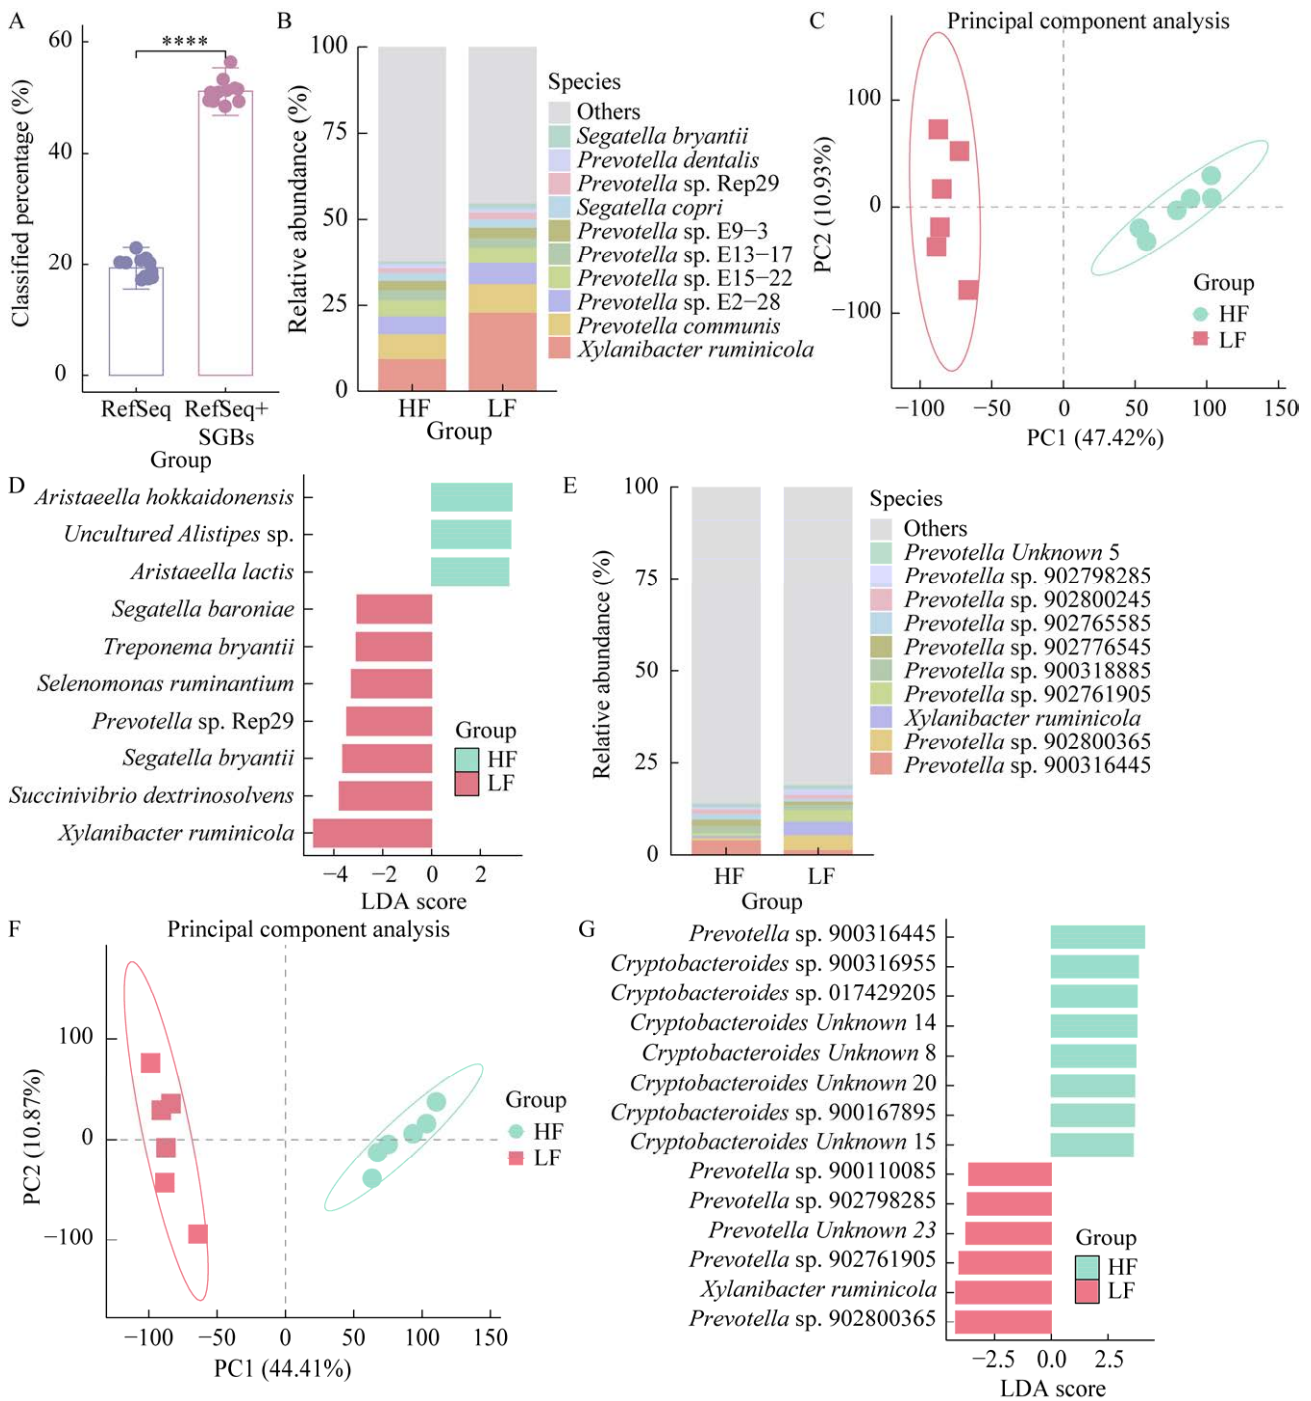 A
60
40
20
0
Classified percentage (%)
****
RefSeq
RefSeq+
SGBs
Group
B
100
75
50
25
0
Relative abundance (%)
HF
LF
Group
Species
Others
Segatella bryantii
Prevotella dentalis
Prevotella sp. Rep29
Segatella copri
Prevotella sp. E9−3
Prevotella sp. E13−17
Prevotella sp. E15−22
Prevotella sp. E2−28
Prevotella communis
Xylanibacter ruminicola
C
Principal component analysis
100
0
−100
PC2 (10.93%)
−100
−50
0
50
100
150
PC1 (47.42%)
Group
HF
LF
D
Aristaeella hokkaidonensis
Uncultured Alistipes sp.
Aristaeella lactis
Segatella baroniae
Treponema bryantii
Selenomonas ruminantium
Prevotella sp. Rep29
Segatella bryantii
Succinivibrio dextrinosolvens
Xylanibacter ruminicola
−4
−2
0
2
LDA score
Group
HF
LF
E
100
75
50
25
0
Relative abundance (%)
HF
LF
Group
Species
Others
Prevotella Unknown 5
Prevotella sp. 902798285
Prevotella sp. 902800245
Prevotella sp. 902765585
Prevotella sp. 902776545
Prevotella sp. 900318885
Prevotella sp. 902761905
Xylanibacter ruminicola
Prevotella sp. 902800365
Prevotella sp. 900316445
F
Principal component analysis
100
0
−100
PC2 (10.87%)
−100
−50
0
50
100
150
PC1 (44.41%)
Group
HF
LF
G
Prevotella sp. 900316445
Cryptobacteroides sp. 900316955
Cryptobacteroides sp. 017429205
Cryptobacteroides Unknown 14
Cryptobacteroides Unknown 8
Cryptobacteroides Unknown 20
Cryptobacteroides sp. 900167895
Cryptobacteroides Unknown 15
Prevotella sp. 900110085
Prevotella sp. 902798285
Prevotella Unknown 23
Prevotella sp. 902761905
Xylanibacter ruminicola
Prevotella sp. 902800365
−2.5
0.0
2.5
LDA score
Group
HF
LF